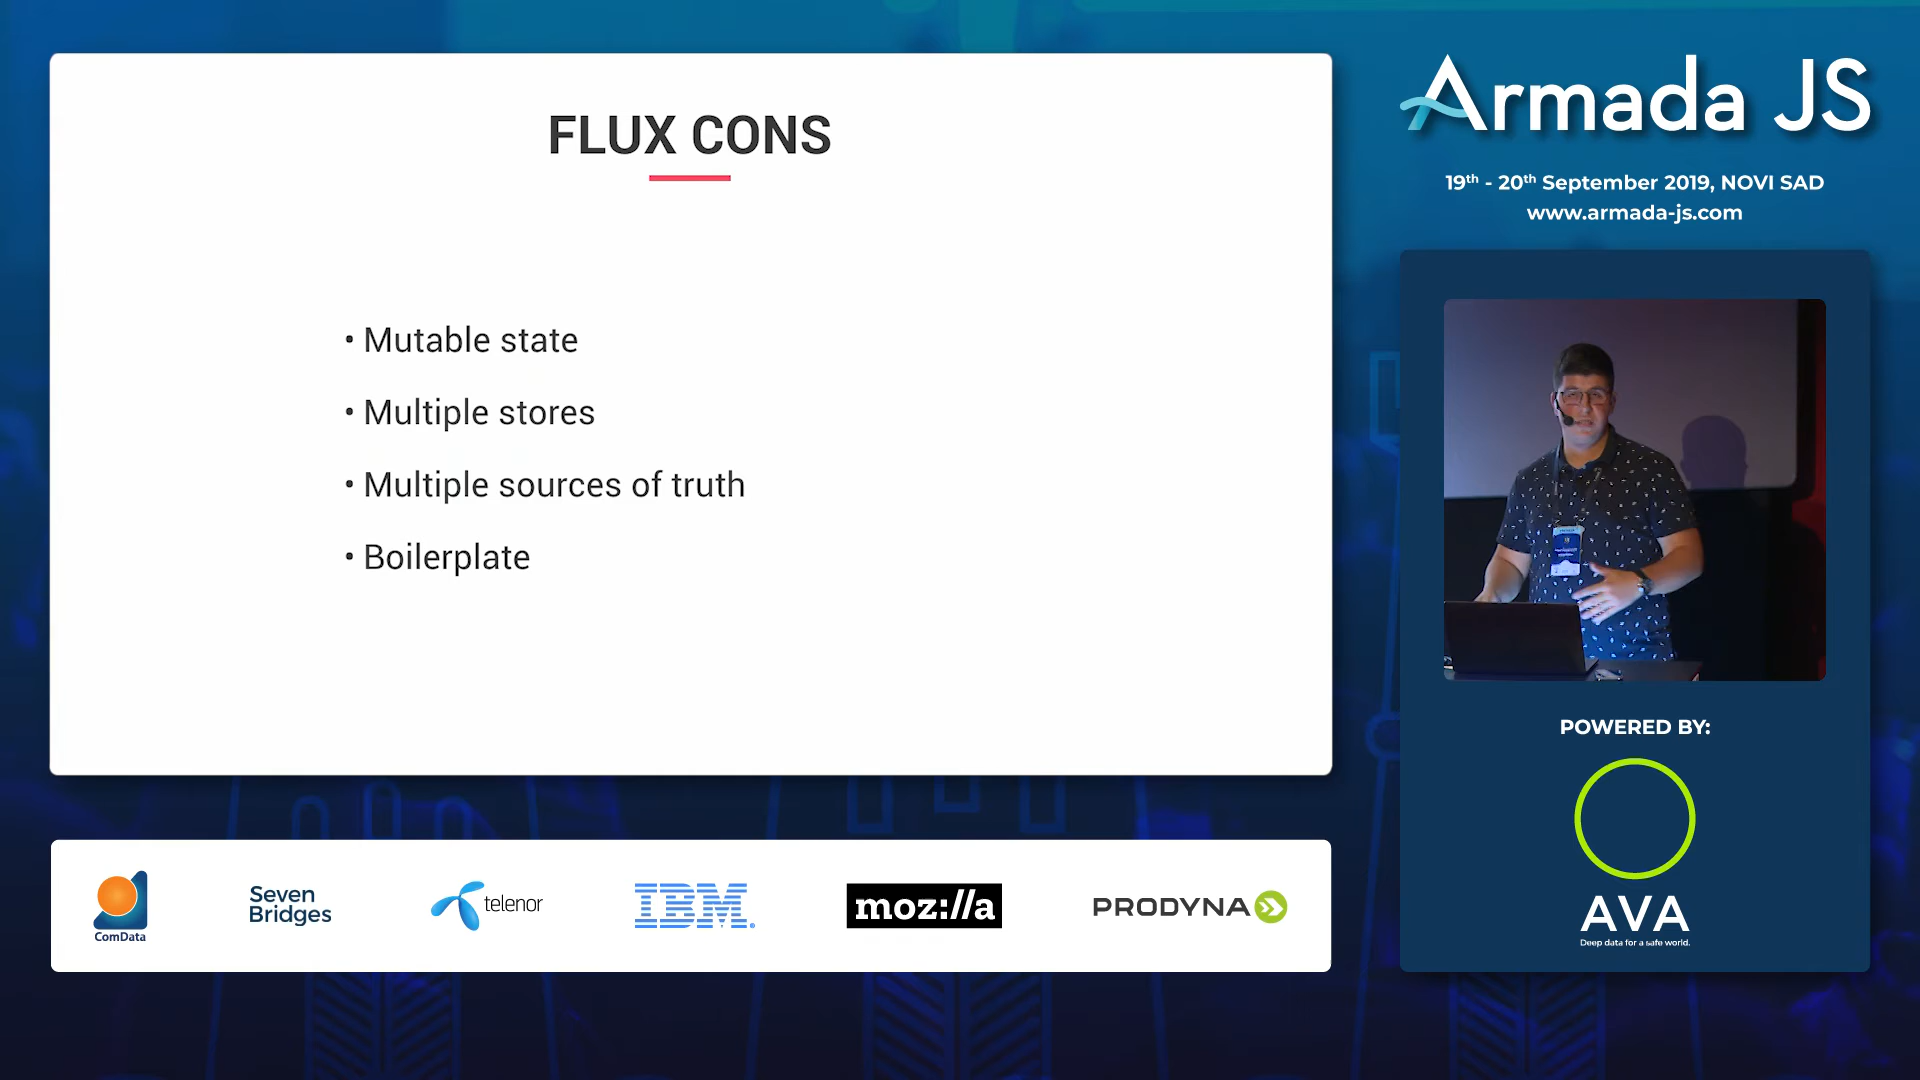 FLUX CONS
• Mutable state
• Multiple stores
• Multiple sources of truth
• Boilerplate
Armada JS
19th - 20th September 2019, NOVI SAD
www.armada-js.com
POWERED BY:
AVA
Deep data for a safe world.
ComData
Seven
Bridges
telenor
IBM
moz://a
PRODYNA